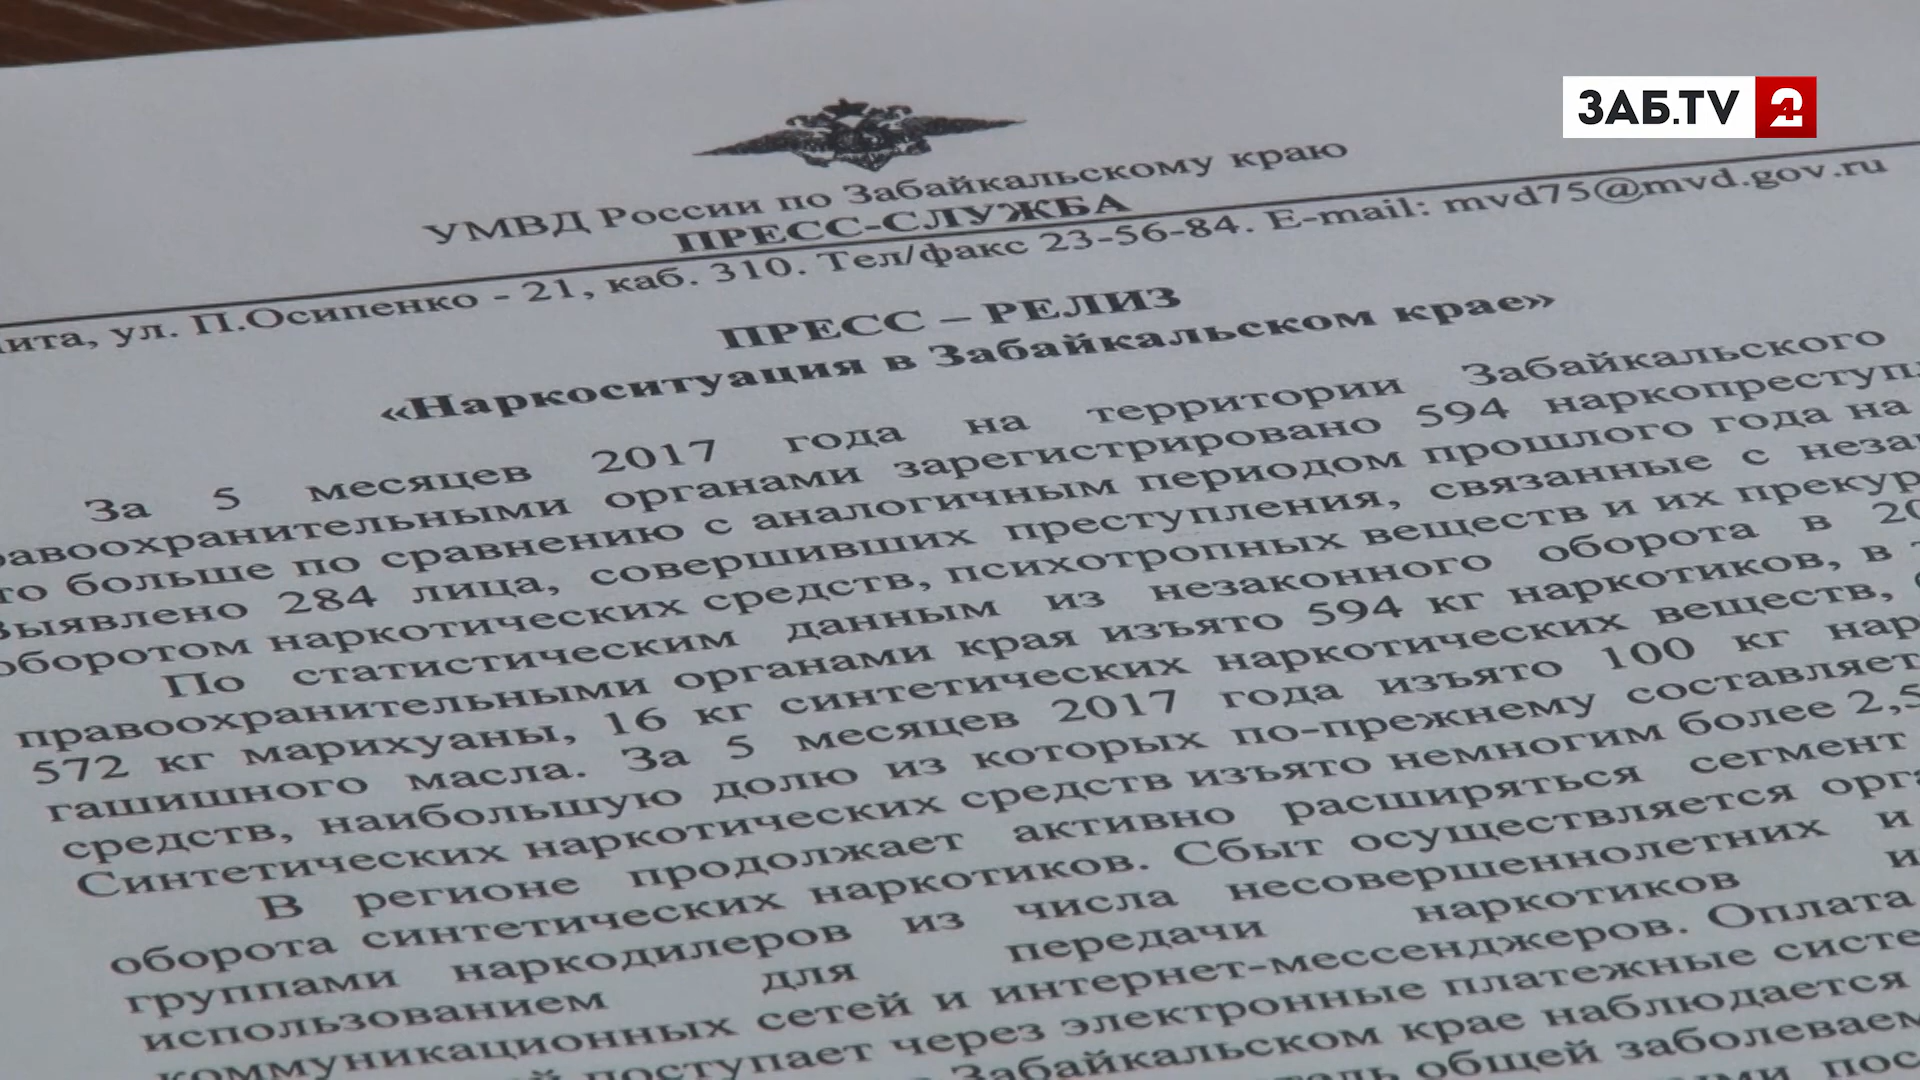 ЗАБ.TV 24
УМВД России по Забайкальскому краю
ПРЕСС-СЛУЖБА
ул. П.Осипенко - 21, каб. 310. Тел/факс 23-56-84. E-mail: mvd75@mvd.gov.ru
ПРЕСС – РЕЛИЗ
«Наркоситуация в Забайкальском крае»
За 5 месяцев 2017 года на территории Забайкальского
равоохранительными органами зарегистрировано 594 наркопреступл
то больше по сравнению с аналогичным периодом прошлого года на
Выявлено 284 лица, совершивших преступления, связанные с незак
оборотом наркотических средств, психотропных веществ и их прекур
По статистическим данным из незаконного оборота в 20
правоохранительными органами края изъято 594 кг наркотиков, в т
572 кг марихуаны, 16 кг синтетических наркотических веществ,
гашишного масла. За 5 месяцев 2017 года изъято 100 кг нар
средств, наибольшую долю из которых по-прежнему составляет
Синтетических наркотических средств изъято немногим более 2,5
В регионе продолжает активно расширяться сегмент
оборота синтетических наркотиков. Сбыт осуществляется орга
группами наркодилеров из числа несовершеннолетних и
использованием для передачи наркотиков и
коммуникационных сетей и интернет-мессенджеров. Оплата
поступает через электронные платежные систе
Забайкальском крае наблюдается
общей заболеваем